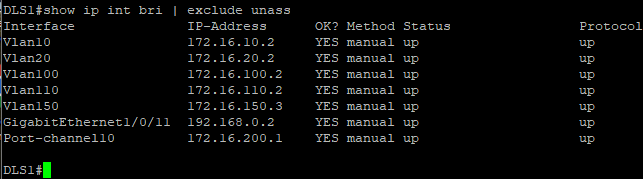 DLS1#show ip int bri | exclude unass
Interface              IP-Address      OK? Method Status                Protocol
Vlan10                 172.16.10.2     YES manual up                    up
Vlan20                 172.16.20.2     YES manual up                    up
Vlan100                172.16.100.2    YES manual up                    up
Vlan110                172.16.110.2    YES manual up                    up
Vlan150                172.16.150.3    YES manual up                    up
GigabitEthernet1/0/11  192.168.0.2     YES manual up                    up
Port-channel10         172.16.200.1    YES manual up                    up
DLS1#